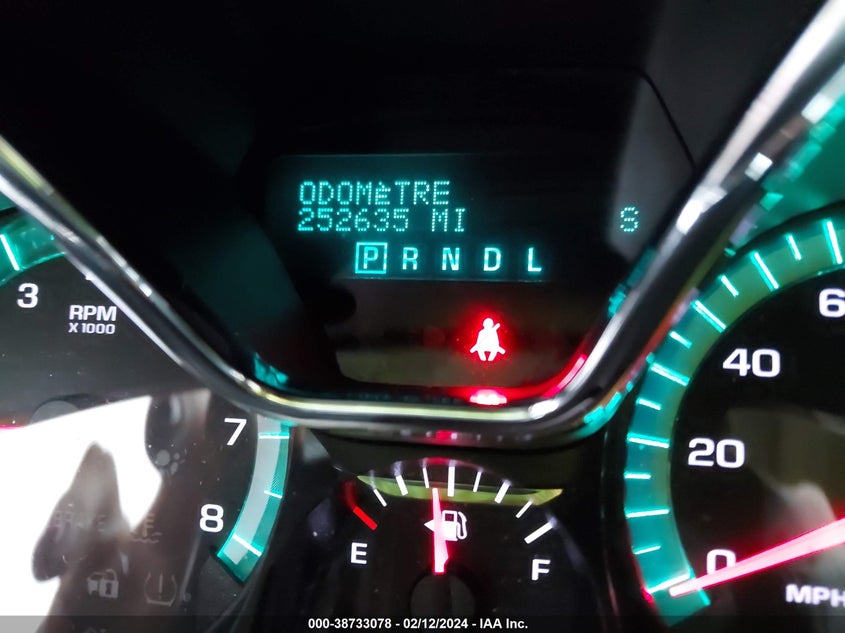 ODOMèTRE
252635 MI S
P R N D L
3
RPM
X 1000
7
8
E F
6
40
20
0
MPH
000-38733078 - 02/12/2024 - IAA Inc.